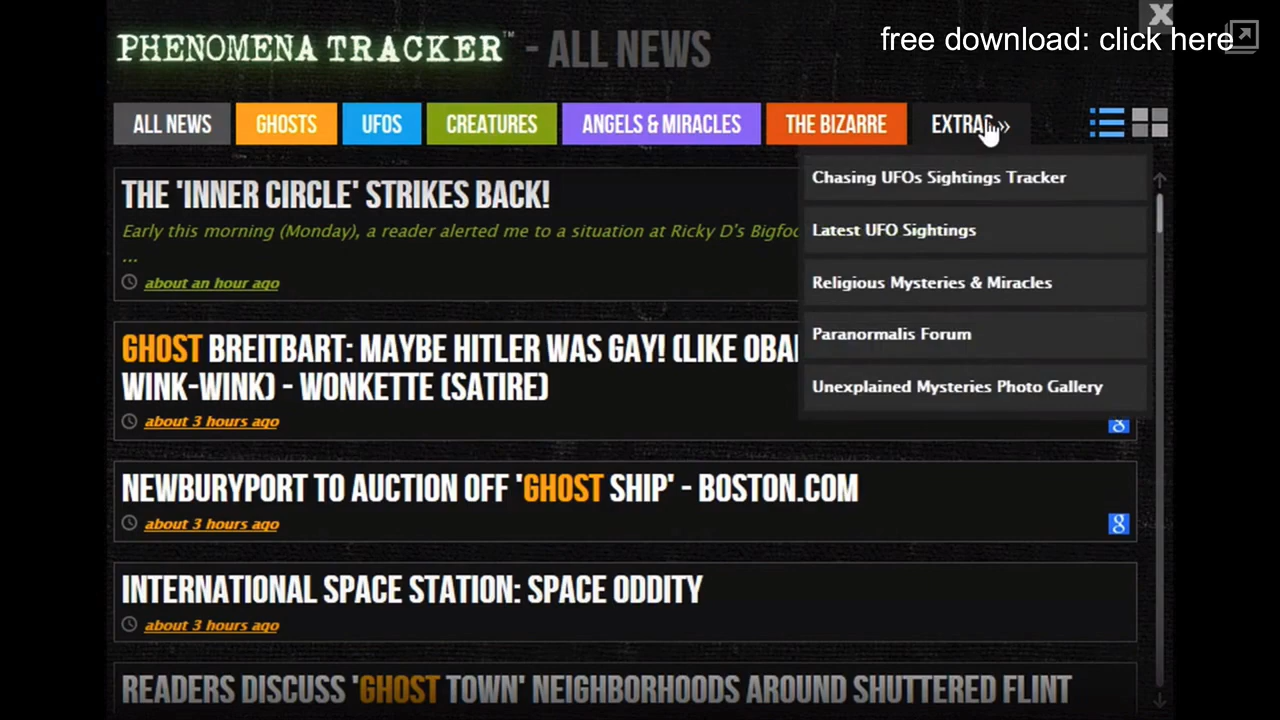 X
free download: click here
PHENOMENA TRACKER™ - ALL NEWS
ALL NEWS GHOSTS UFOS CREATURES ANGELS & MIRACLES THE BIZARRE EXTRAS »
Chasing UFOs Sightings Tracker
Latest UFO Sightings
Religious Mysteries & Miracles
Paranormalis Forum
Unexplained Mysteries Photo Gallery
THE 'INNER CIRCLE' STRIKES BACK!
Early this morning (Monday), a reader alerted me to a situation at Ricky D's
...
about an hour ago
GHOST BREITBART: MAYBE HITLER WAS GAY! (LIKE
WINK-WINK) - WONKETTE (SATIRE)
about 3 hours ago
8
NEWBURYPORT TO AUCTION OFF 'GHOST SHIP' - BOSTON.COM
about 3 hours ago
8
INTERNATIONAL SPACE STATION: SPACE ODDITY
about 3 hours ago
READERS DISCUSS 'GHOST TOWN' NEIGHBORHOODS AROUND SHUTTERED FLINT